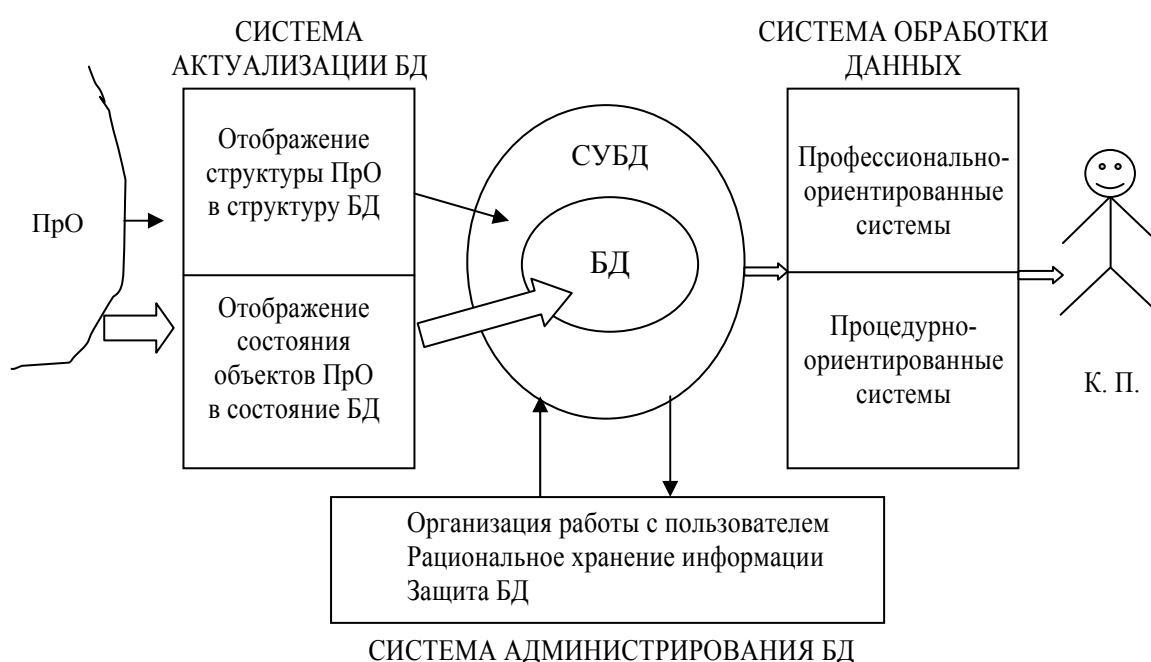 СИСТЕМА
АКТУАЛИЗАЦИИ БД
СИСТЕМА ОБРАБОТКИ
ДАННЫХ
ПрО
Отображение
структуры ПрО
в структуру БД
Отображение
состояния
объектов ПрО
в состояние БД
СУБД
БД
Профессионально-
ориентированные
системы
Процедурно-
ориентированные
системы
К. П.
Организация работы с пользователем
Рациональное хранение информации
Защита БД
СИСТЕМА АДМИНИСТРИРОВАНИЯ БД